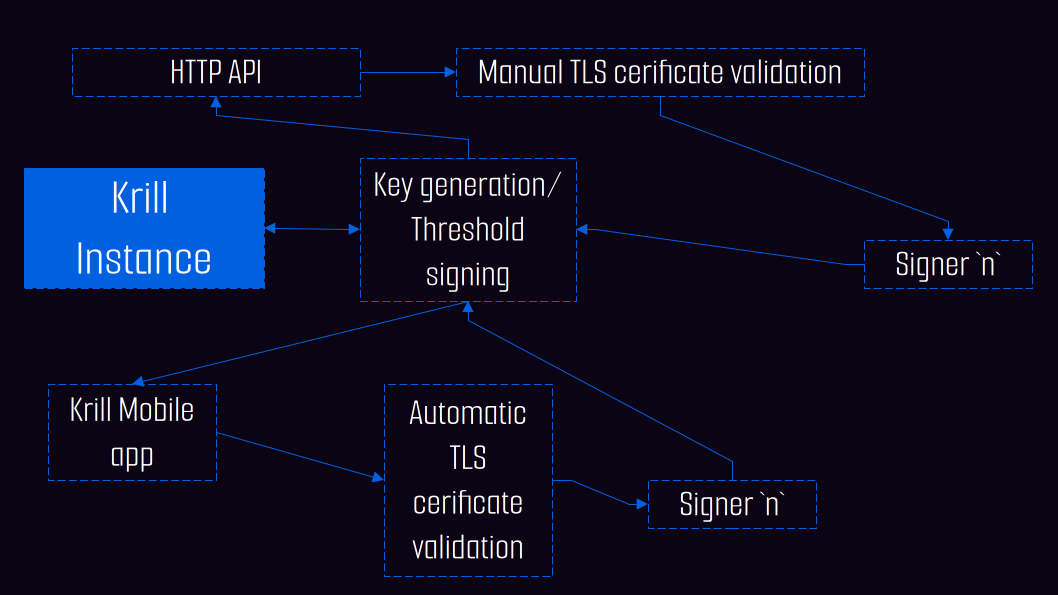 HTTP API
Manual TLS cerificate validation
Krill
Instance
Key generation/
Threshold
signing
Signer `n`
Krill Mobile
app
Automatic
TLS
cerificate
validation
Signer `n`